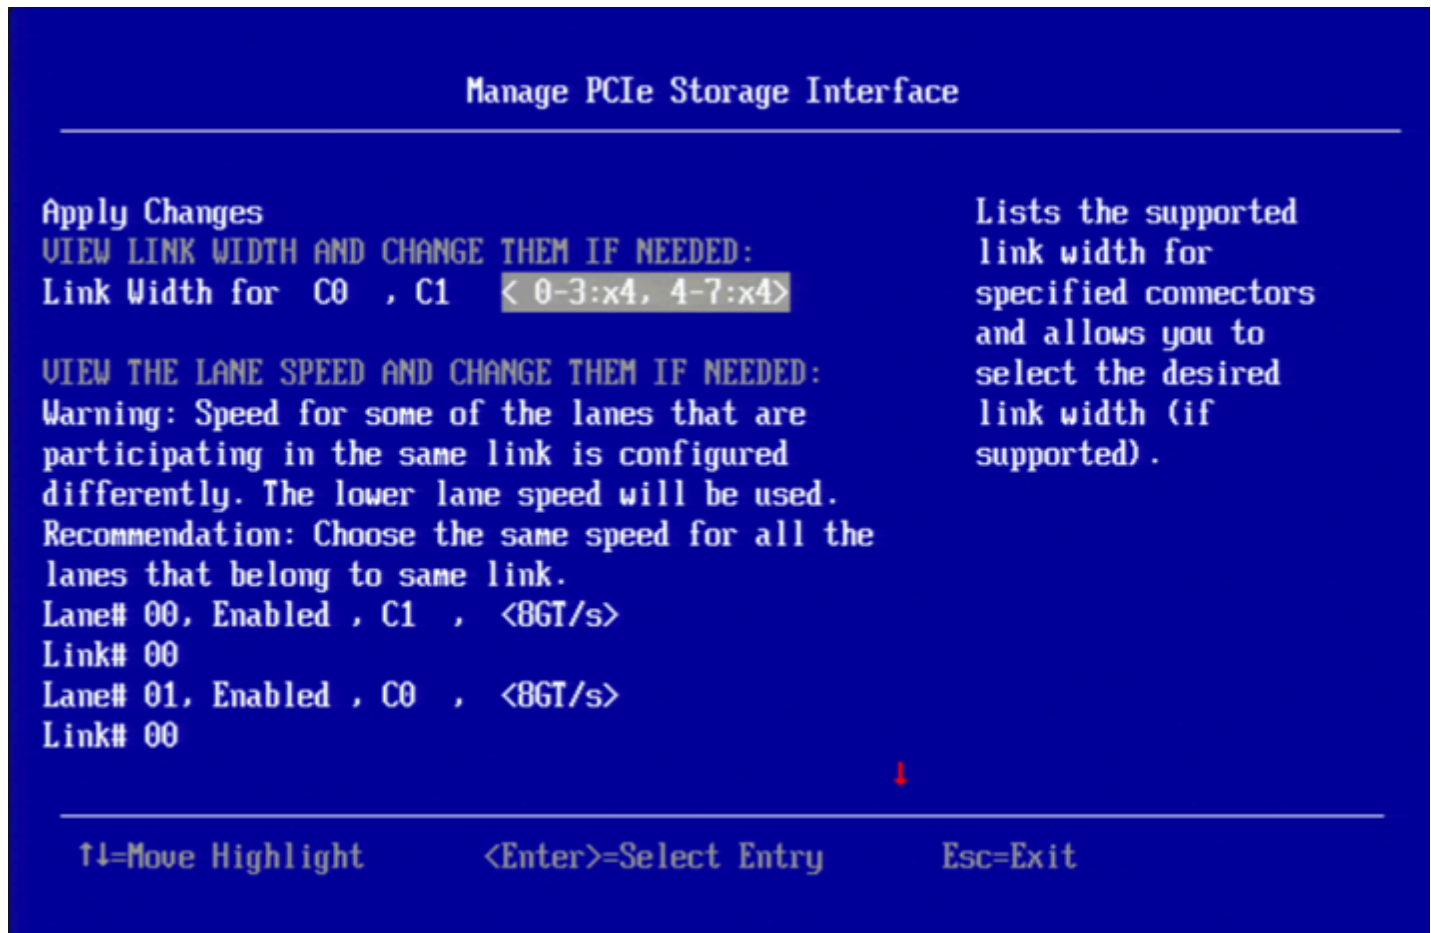 Manage PCIe Storage Interface
Apply Changes
VIEW LINK WIDTH AND CHANGE THEM IF NEEDED:
Link Width for  C0  , C1   < 0-3:x4, 4-7:x4>
VIEW THE LANE SPEED AND CHANGE THEM IF NEEDED:
Warning: Speed for some of the lanes that are
participating in the same link is configured
differently. The lower lane speed will be used.
Recommendation: Choose the same speed for all the
lanes that belong to same link.
Lane# 00, Enabled , C1  ,  <8GT/s>
Link# 00
Lane# 01, Enabled , C0  ,  <8GT/s>
Link# 00
Lists the supported
link width for
specified connectors
and allows you to
select the desired
link width (if
supported).
↓
↑↓=Move Highlight       <Enter>=Select Entry       Esc=Exit